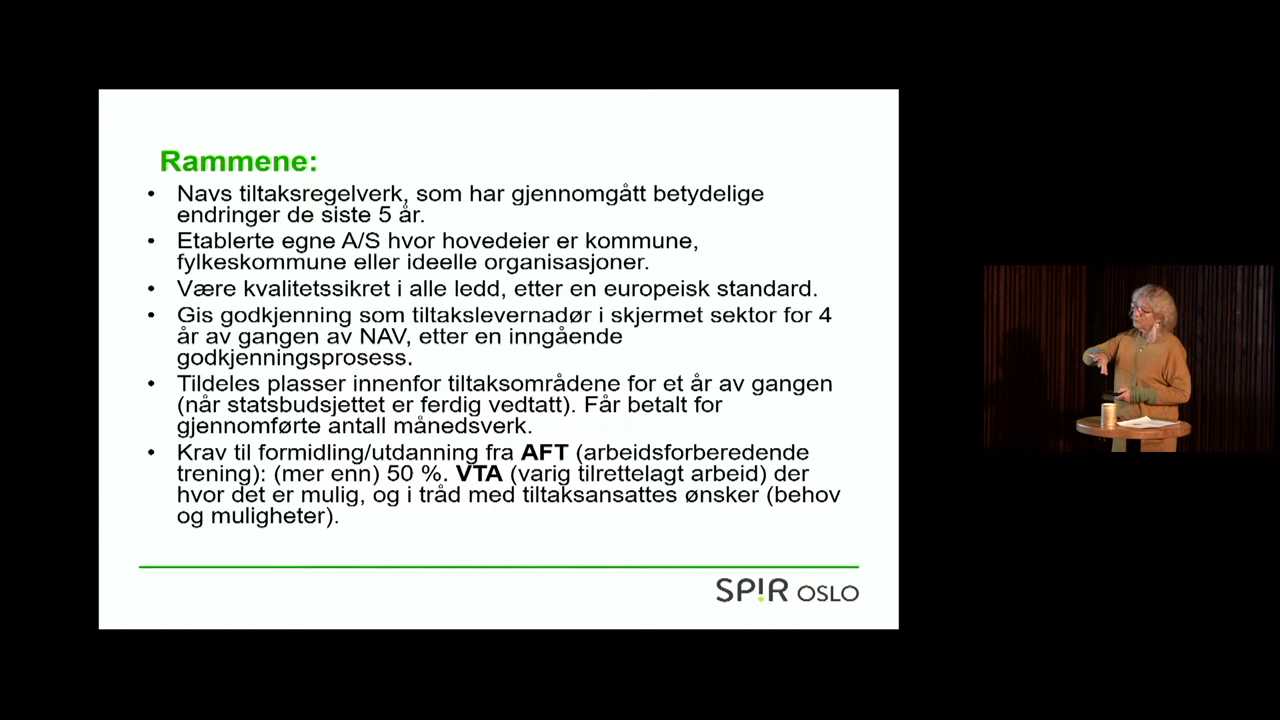 Rammene:
• Navs tiltaksregelverk, som har gjennomgått betydelige
endringer de siste 5 år.
• Etablerte egne A/S hvor hovedeier er kommune,
fylkeskommune eller ideelle organisasjoner.
• Være kvalitetssikret i alle ledd, etter en europeisk standard.
• Gis godkjenning som tiltakslevernadør i skjermet sektor for 4
år av gangen av NAV, etter en inngående
godkjenningsprosess.
• Tildeles plasser innenfor tiltaksområdene for et år av gangen
(når statsbudsjettet er ferdig vedtatt). Får betalt for
gjennomførte antall månedsverk.
• Krav til formidling/utdanning fra AFT (arbeidsforberedende
trening): (mer enn) 50 %. VTA (varig tilrettelagt arbeid) der
hvor det er mulig, og i tråd med tiltaksansattes ønsker (behov
og muligheter).
SP!R OSLO